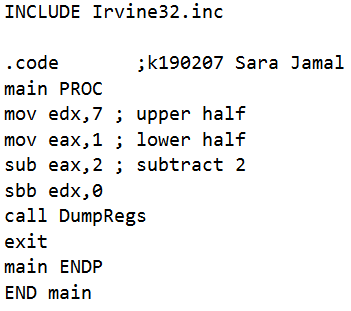 INCLUDE Irvine32.inc
.code ;k190207 Sara Jamal
main PROC
mov edx,7 ; upper half
mov eax,1 ; lower half
sub eax,2 ; subtract 2
sbb edx,0
call DumpRegs
exit
main ENDP
END main